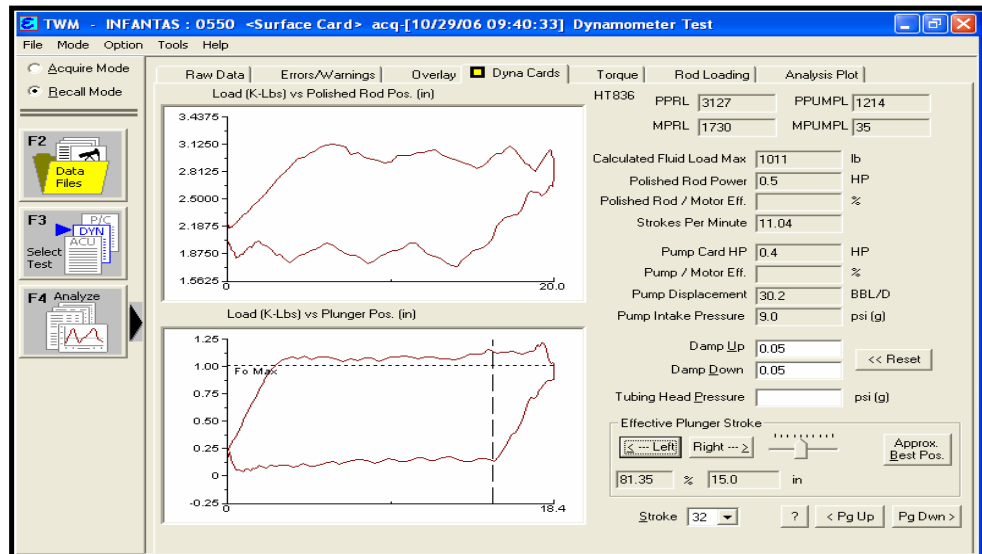 TWM - INFANTAS : 0550 <Surface Card> acq-[10/29/06 09:40:33] Dynamometer Test
File Mode Option Tools Help
Acquire Mode
Recall Mode
F2
Data
Files
F3
P/C
DYN
ACU
Select
Test
F4 Analyze
Raw Data Errors/Warnings Overlay Dyna Cards Torque Rod Loading Analysis Plot
Load (K-Lbs) vs Polished Rod Pos. (in)
3.4375
3.1250
2.8125
2.5000
2.1875
1.8750
1.5625
0 20.0
Load (K-Lbs) vs Plunger Pos. (in)
1.25
1.00
Fo Max
0.75
0.50
0.25
0
-0.25
0 18.4
HT836 PPRL 3127 PPUMPL 1214
MPRL 1730 MPUMPL 35
Calculated Fluid Load Max 1011 lb
Polished Rod Power 0.5 HP
Polished Rod / Motor Eff. %
Strokes Per Minute 11.04
Pump Card HP 0.4 HP
Pump / Motor Eff. %
Pump Displacement 30.2 BBL/D
Pump Intake Pressure 9.0 psi (g)
Damp Up 0.05
<< Reset
Damp Down 0.05
Tubing Head Pressure psi (g)
Effective Plunger Stroke
< --- Left Right --- >
Approx.
Best Pos.
81.35 % 15.0 in
Stroke 32 ? < Pg Up Pg Dwn >